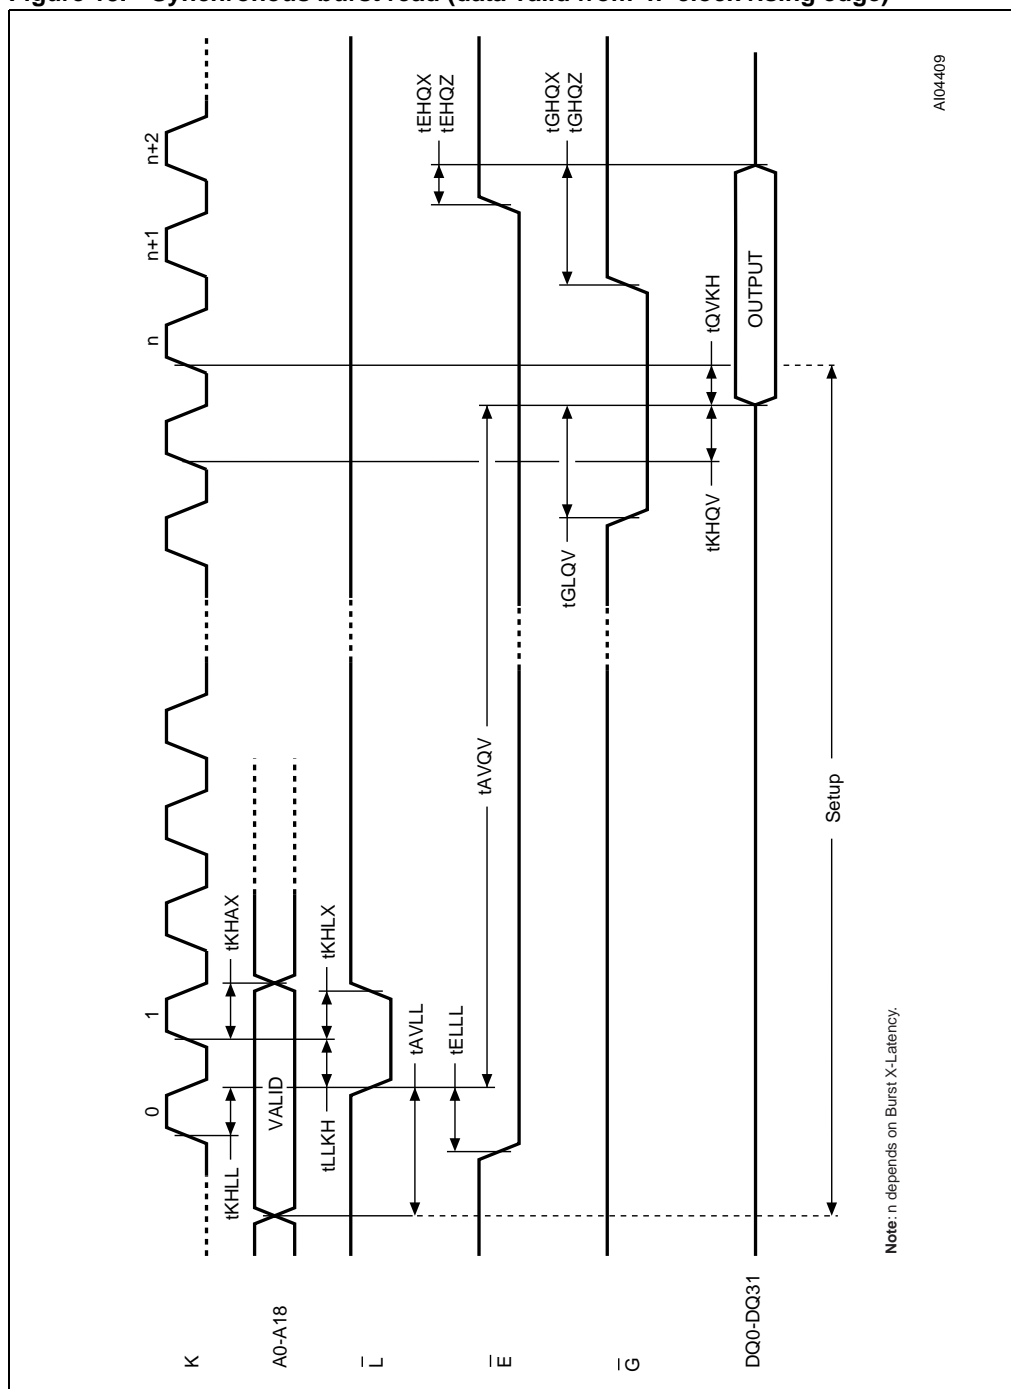 Synchronous burst read (data valid from 'n' clock rising edge)
K
0
1
n
n+1
n+2
tKHLL
tKHAX
A0-A18
VALID
L
tLLKH
tKHLX
tAVLL
tEHQX
tEHQZ
tELLL
E
tAVQV
tGHQX
tGHQZ
tGLQV
G
tKHQV
tQVKH
DQ0-DQ31
OUTPUT
Setup
Note: n depends on Burst X-Latency.
AI04409